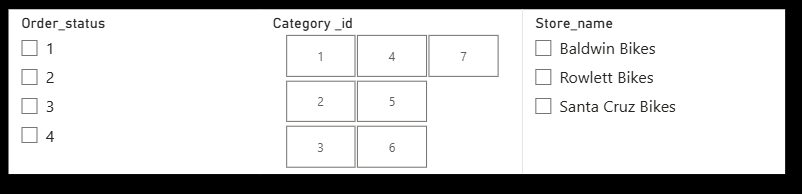 Order_status
1
2
3
4
Category _id
1 4 7
2 5
3 6
Store_name
Baldwin Bikes
Rowlett Bikes
Santa Cruz Bikes